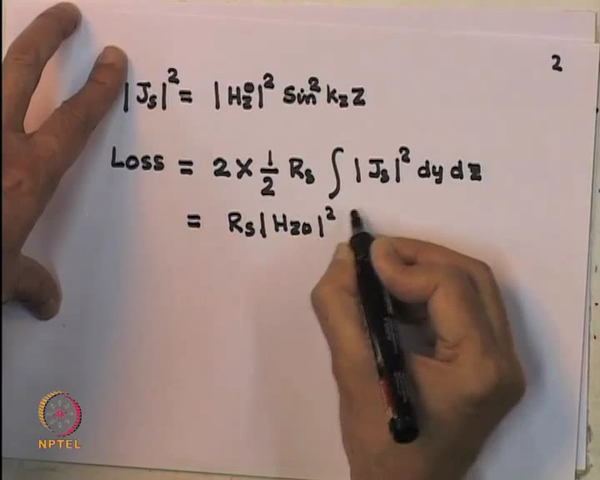 2
|Js|² = |Hz⁰|² Sin² kz z
Loss = 2 × 1/2 Rs ∫ |Js|² dy dz
= Rs |Hz0|²
NPTEL